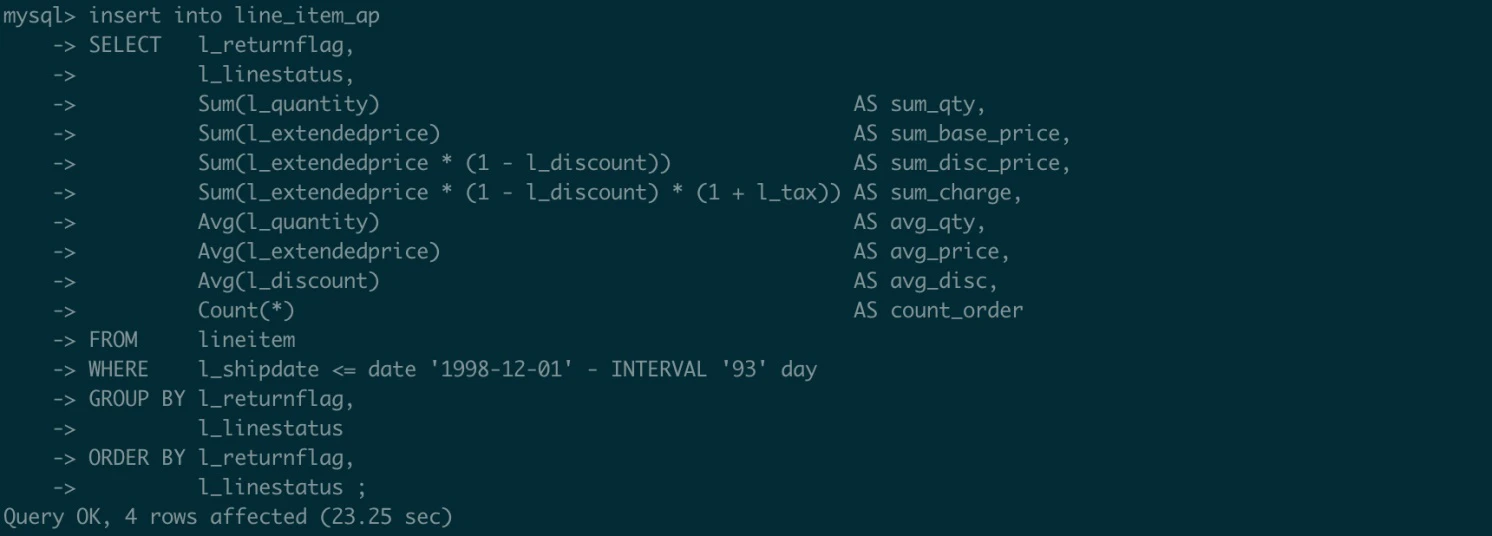 mysql> insert into line_item_ap
    -> SELECT   l_returnflag,
    ->          l_linestatus,
    ->          Sum(l_quantity)                                       AS sum_qty,
    ->          Sum(l_extendedprice)                                  AS sum_base_price,
    ->          Sum(l_extendedprice * (1 - l_discount))               AS sum_disc_price,
    ->          Sum(l_extendedprice * (1 - l_discount) * (1 + l_tax)) AS sum_charge,
    ->          Avg(l_quantity)                                       AS avg_qty,
    ->          Avg(l_extendedprice)                                  AS avg_price,
    ->          Avg(l_discount)                                       AS avg_disc,
    ->          Count(*)                                              AS count_order
    -> FROM     lineitem
    -> WHERE    l_shipdate <= date '1998-12-01' - INTERVAL '93' day
    -> GROUP BY l_returnflag,
    ->          l_linestatus
    -> ORDER BY l_returnflag,
    ->          l_linestatus ;
Query OK, 4 rows affected (23.25 sec)